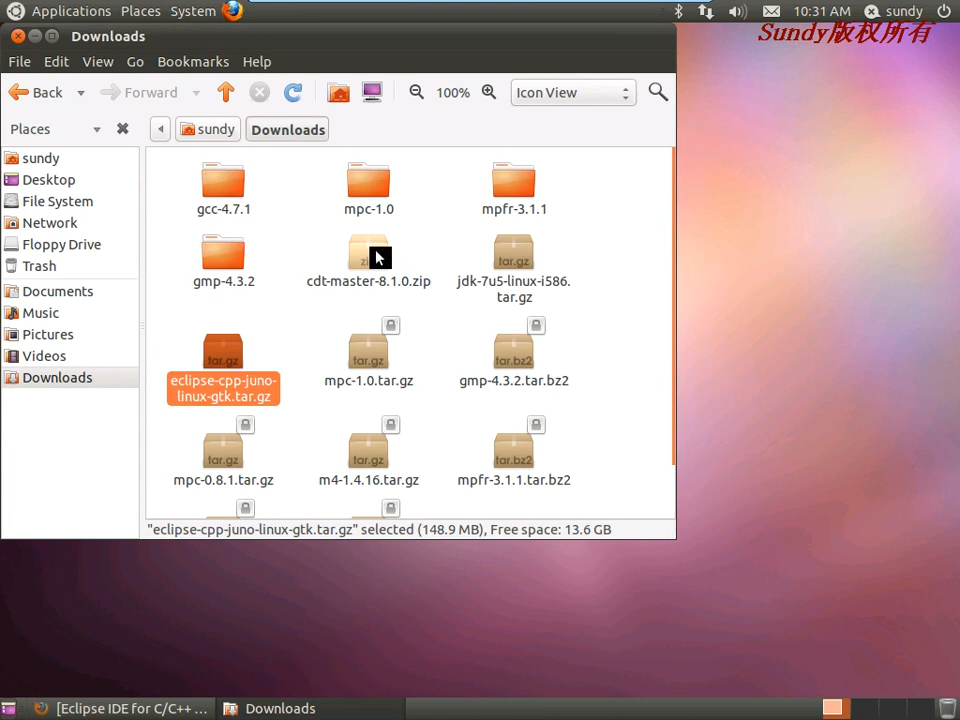 Applications Places System 10:31 AM sundy
Sundy版权所有
Downloads
File Edit View Go Bookmarks Help
Back Forward 100% Icon View
Places sundy Downloads
sundy
Desktop
File System
Network
Floppy Drive
Trash
Documents
Music
Pictures
Videos
Downloads
gcc-4.7.1 mpc-1.0 mpfr-3.1.1
tar.gz
gmp-4.3.2 cdt-master-8.1.0.zip jdk-7u5-linux-i586.
tar.gz
tar.gz tar.gz tar.bz2
eclipse-cpp-juno- mpc-1.0.tar.gz gmp-4.3.2.tar.bz2
linux-gtk.tar.gz
tar.gz tar.gz tar.bz2
mpc-0.8.1.tar.gz m4-1.4.16.tar.gz mpfr-3.1.1.tar.bz2
"eclipse-cpp-juno-linux-gtk.tar.gz" selected (148.9 MB), Free space: 13.6 GB
[Eclipse IDE for C/C++ ... Downloads